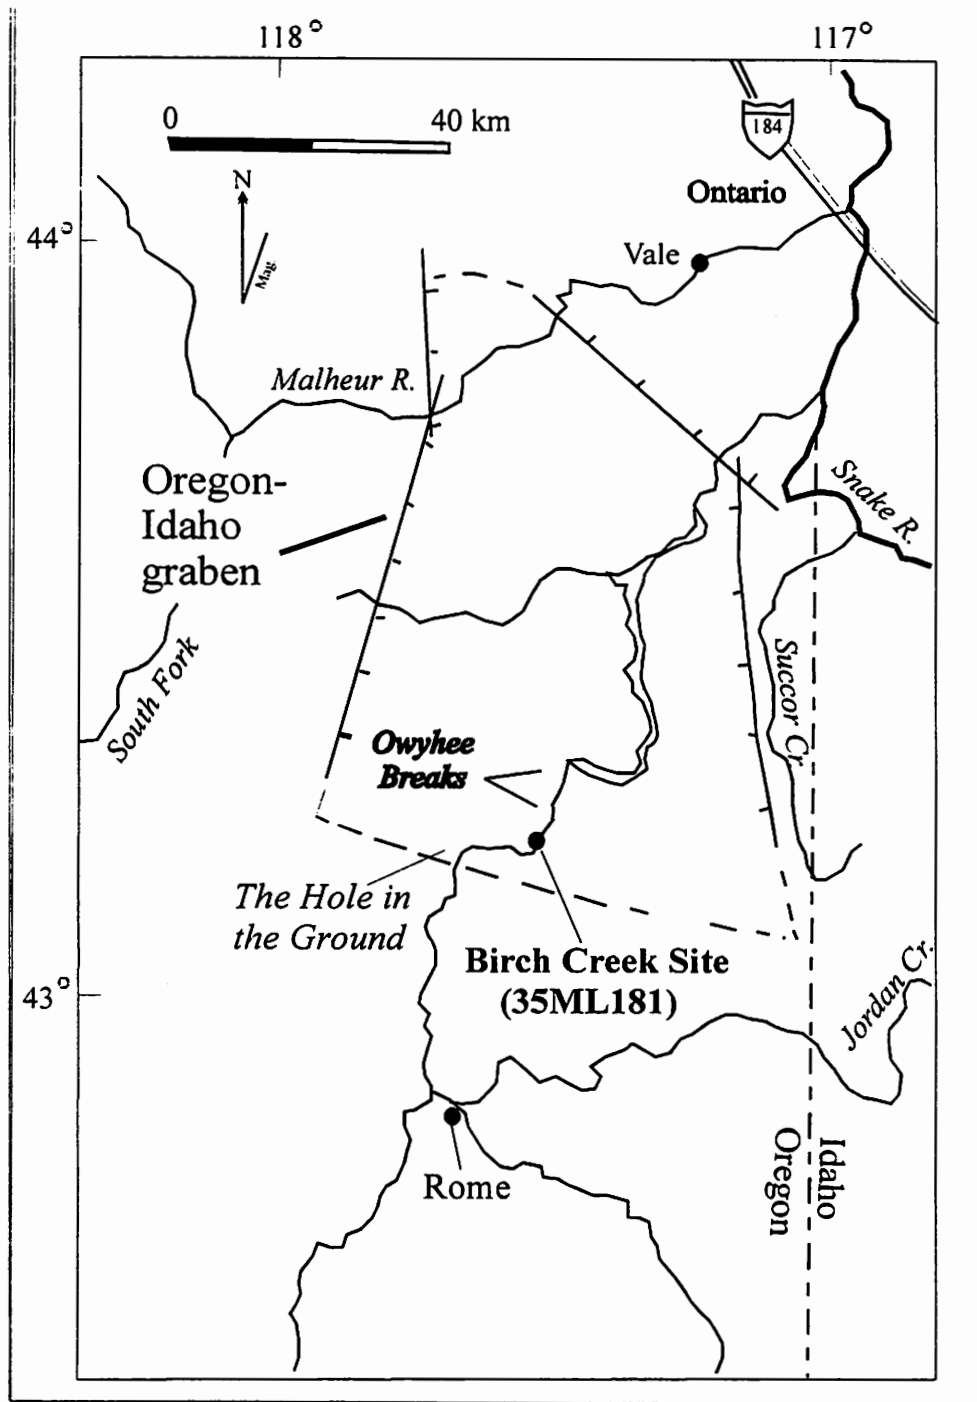 118°
117°
0
40 km
184
N
Ontario
Mag.
44°
Vale
Malheur R.
Oregon-
Idaho
graben
Snake R.
South Fork
Succor Cr.
Owyhee
Breaks
The Hole in
the Ground
Birch Creek Site
(35ML181)
43°
Jordan Cr.
Idaho
Oregon
Rome